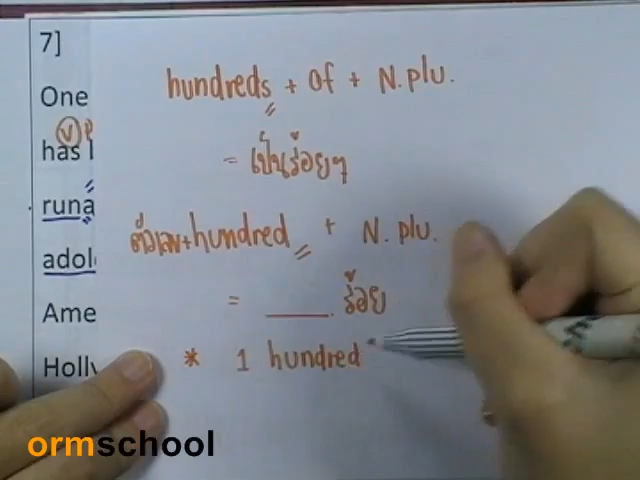 7]
hundreds + of + N.plu.
One
= เป็นร้อยๆ
has
runa
ตัวเลข+hundred + N. plu.
adol
= ____ ร้อย
Ame
* 1 hundred
Holly
ormschool